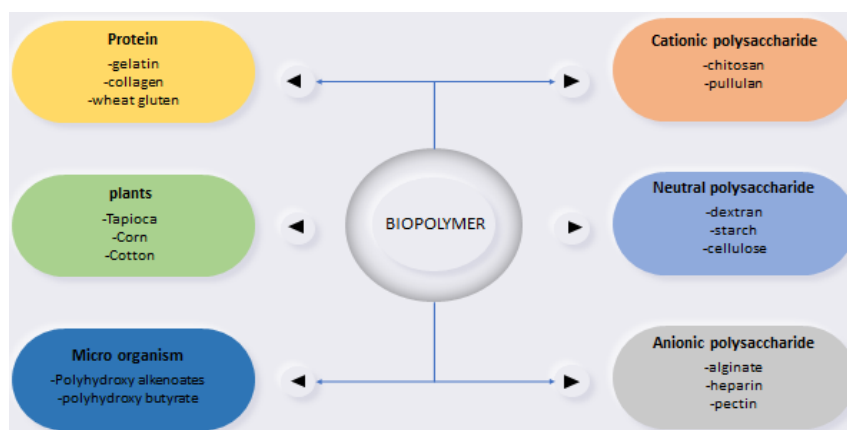 Protein
-gelatin
-collagen
-wheat gluten
Cationic polysaccharide
-chitosan
-pullulan
plants
-Tapioca
-Corn
-Cotton
BIOPOLYMER
Neutral polysaccharide
-dextran
-starch
-cellulose
Micro organism
-Polyhydroxy alkenoates
-polyhydroxy butyrate
Anionic polysaccharide
-alginate
-heparin
-pectin